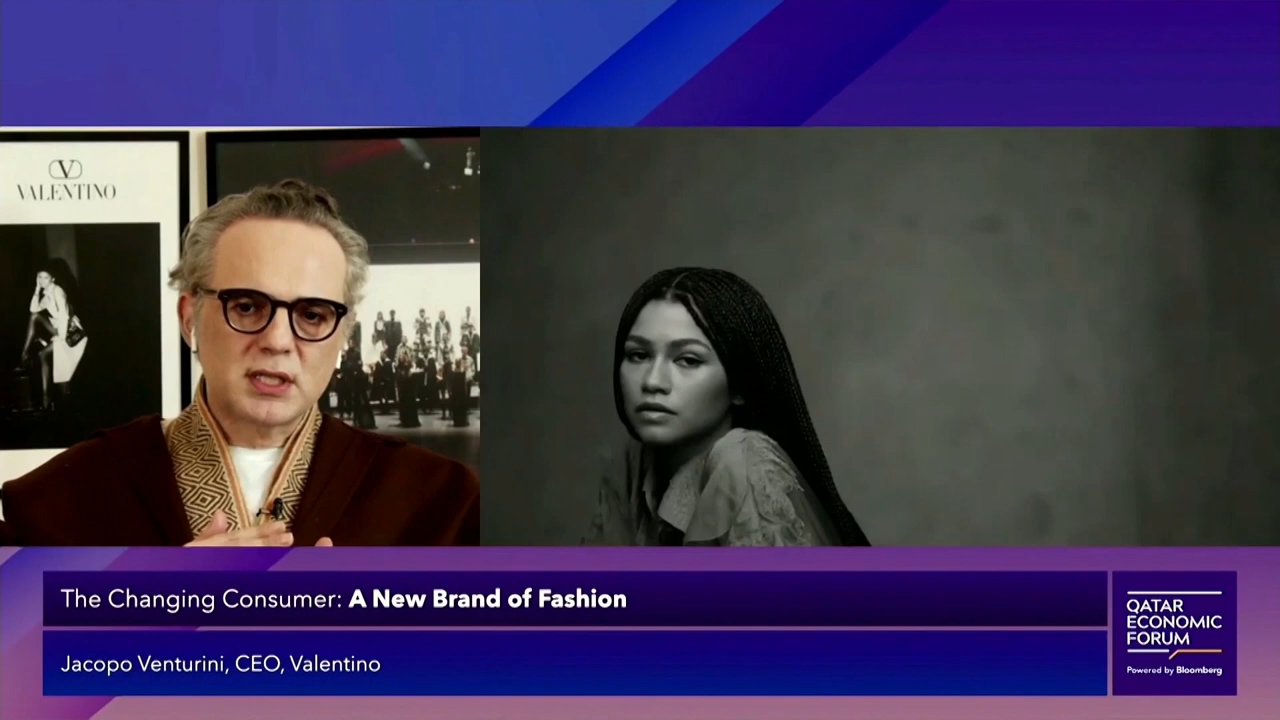 VALENTINO
The Changing Consumer: A New Brand of Fashion
Jacopo Venturini, CEO, Valentino
QATAR
ECONOMIC
FORUM
Powered by Bloomberg